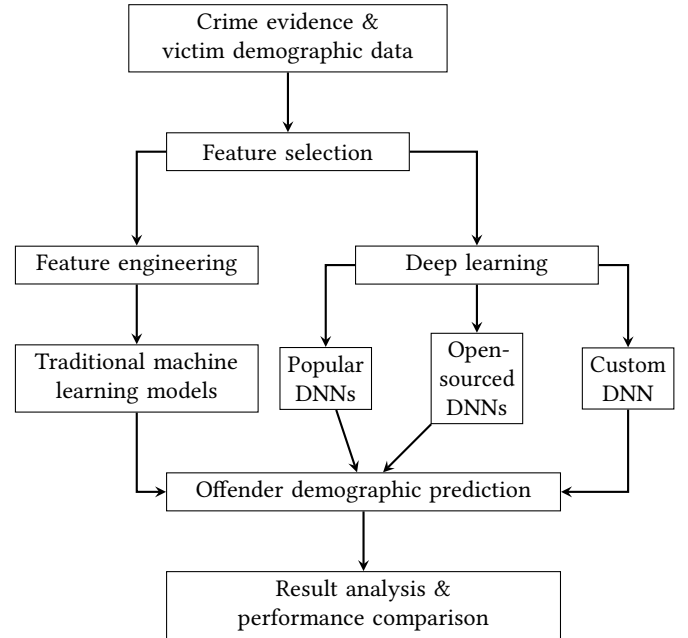 Crime evidence &
victim demographic data
Feature selection
Feature engineering
Deep learning
Traditional machine
learning models
Popular
DNNs
Open-
sourced
DNNs
Custom
DNN
Offender demographic prediction
Result analysis &
performance comparison